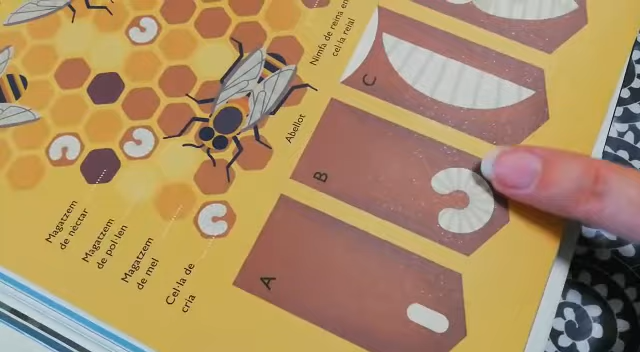 Nimfa de reina en
cel·la reial
C
Abellot
B
Magatzem
de nèctar
Magatzem
de pol·len
Magatzem
de mel
Cel·la de
cria
A